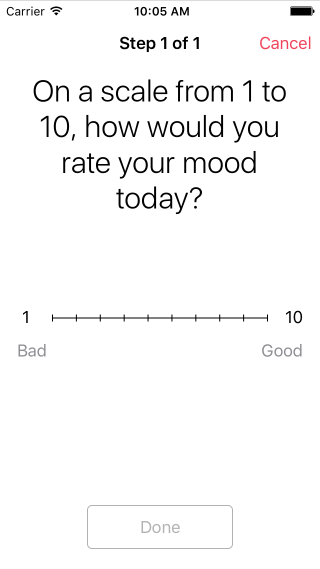 Carrier 10:05 AM
Step 1 of 1 Cancel
On a scale from 1 to
10, how would you
rate your mood
today?
1 10
Bad Good
Done